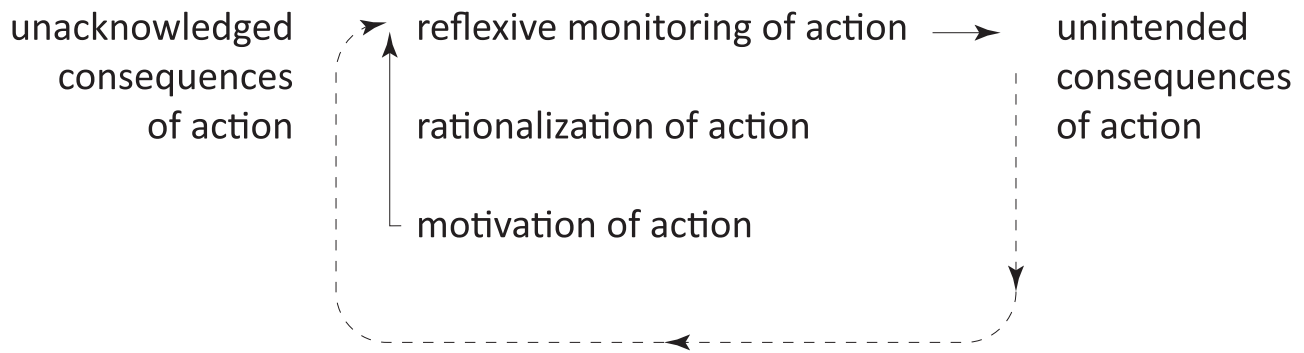 unacknowledged
consequences
of action
reflexive monitoring of action
rationalization of action
motivation of action
unintended
consequences
of action